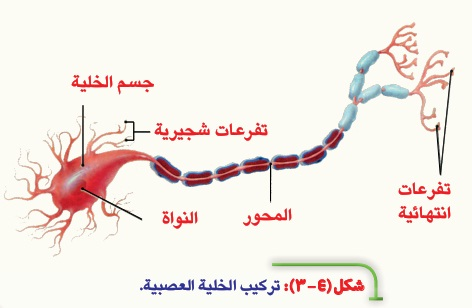 جسم الخلية
تفرعات شجيرية
النواة
المحور
تفرعات
انتهائية
شكل (٤-٣): تركيب الخلية العصبية.